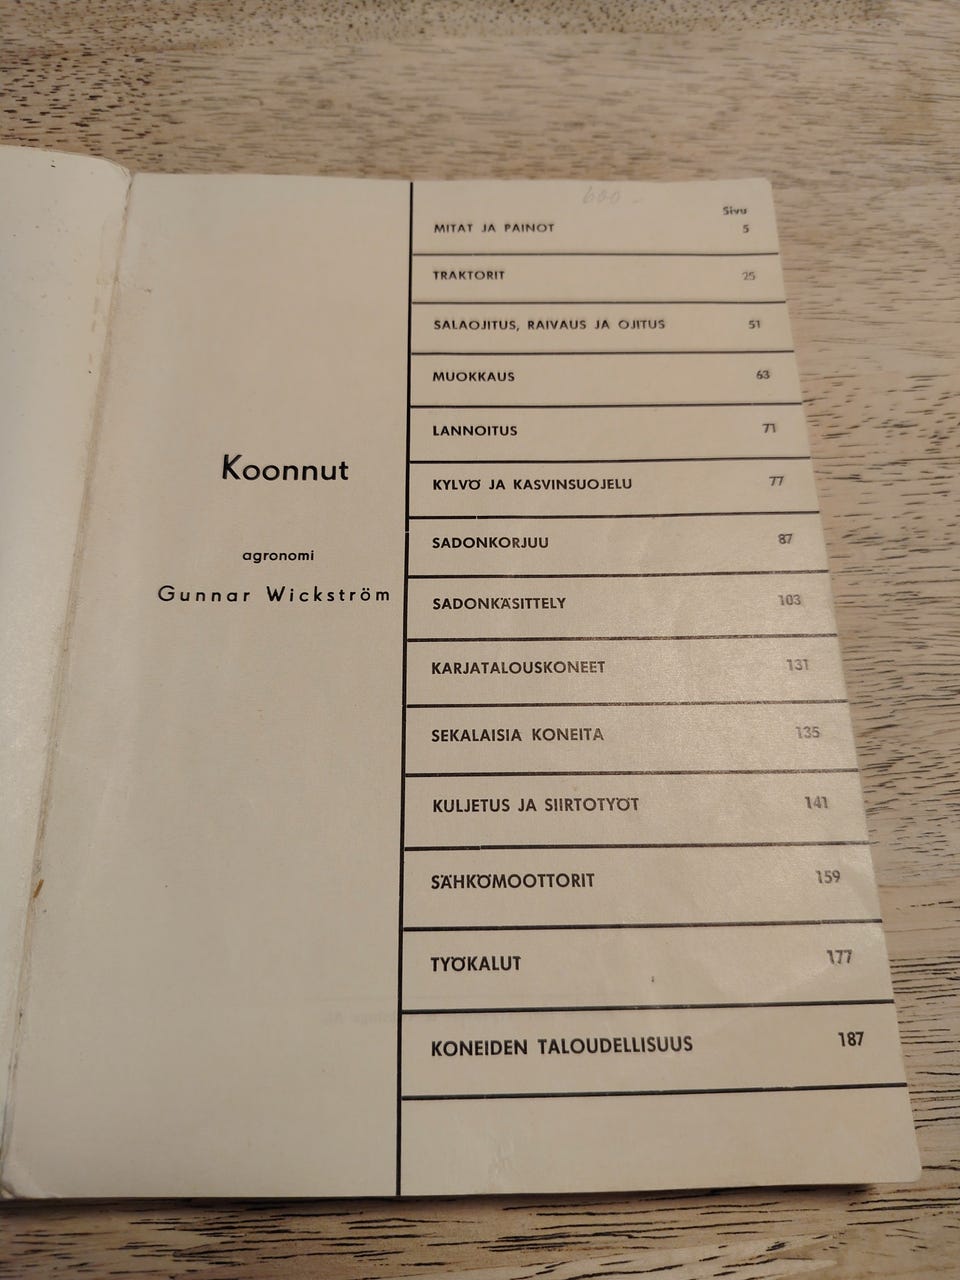 Koonnut
agronomi
Gunnar Wickström
600 -
Sivu
MITAT JA PAINOT 5
TRAKTORIT 25
SALAOJITUS, RAIVAUS JA OJITUS 51
MUOKKAUS 63
LANNOITUS 71
KYLVÖ JA KASVINSUOJELU 77
SADONKORJUU 87
SADONKÄSITTELY 103
KARJATALOUSKONEET 131
SEKALAISIA KONEITA 135
KULJETUS JA SIIRTOTYÖT 141
SÄHKÖMOOTTORIT 159
TYÖKALUT 177
KONEIDEN TALOUDELLISUUS 187